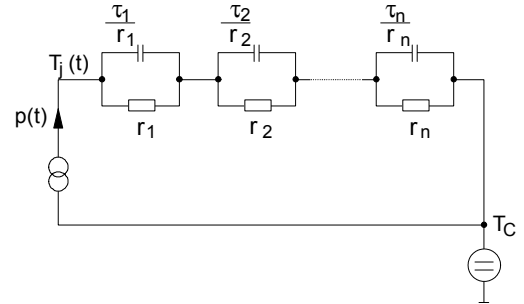 τ1 τ2 τn
r1 r2 rn
Tj(t)
p(t)
r1 r2 rn
TC